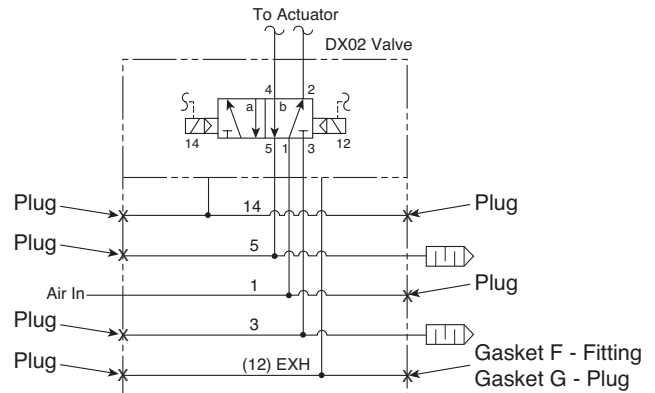 To Actuator
DX02 Valve
4 2
a b
14 5 1 3 12
Plug 14 Plug
Plug 5
Air In 1 Plug
Plug 3
Plug (12) EXH Gasket F - Fitting
Gasket G - Plug